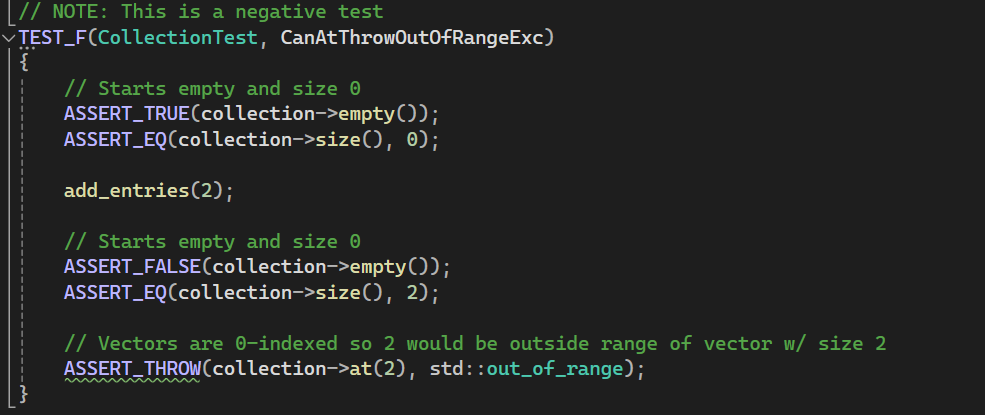 // NOTE: This is a negative test
TEST_F(CollectionTest, CanAtThrowOutOfRangeExc)
{
// Starts empty and size 0
ASSERT_TRUE(collection->empty());
ASSERT_EQ(collection->size(), 0);
add_entries(2);
// Starts empty and size 0
ASSERT_FALSE(collection->empty());
ASSERT_EQ(collection->size(), 2);
// Vectors are 0-indexed so 2 would be outside range of vector w/ size 2
ASSERT_THROW(collection->at(2), std::out_of_range);
}